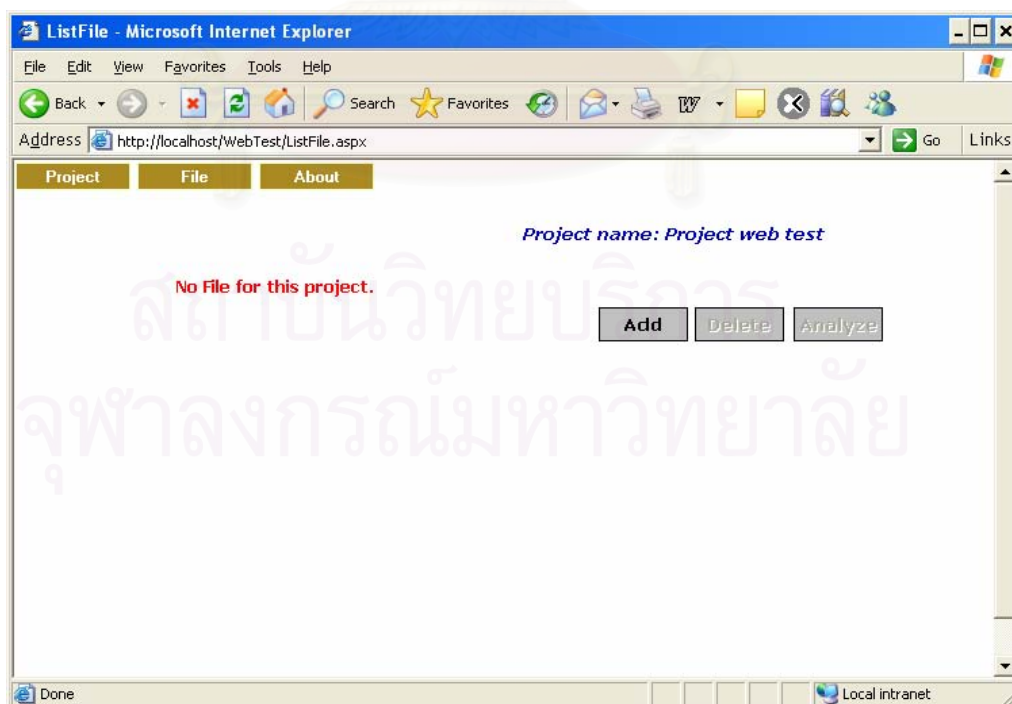 ListFile - Microsoft Internet Explorer
File Edit View Favorites Tools Help
Back Search Favorites
Address http://localhost/WebTest/ListFile.aspx Go Links
Project File About
Project name: Project web test
No File for this project.
Add Delete Analyze
สถาบันวิทยบริการ
จุฬาลงกรณ์มหาวิทยาลัย
Done Local intranet